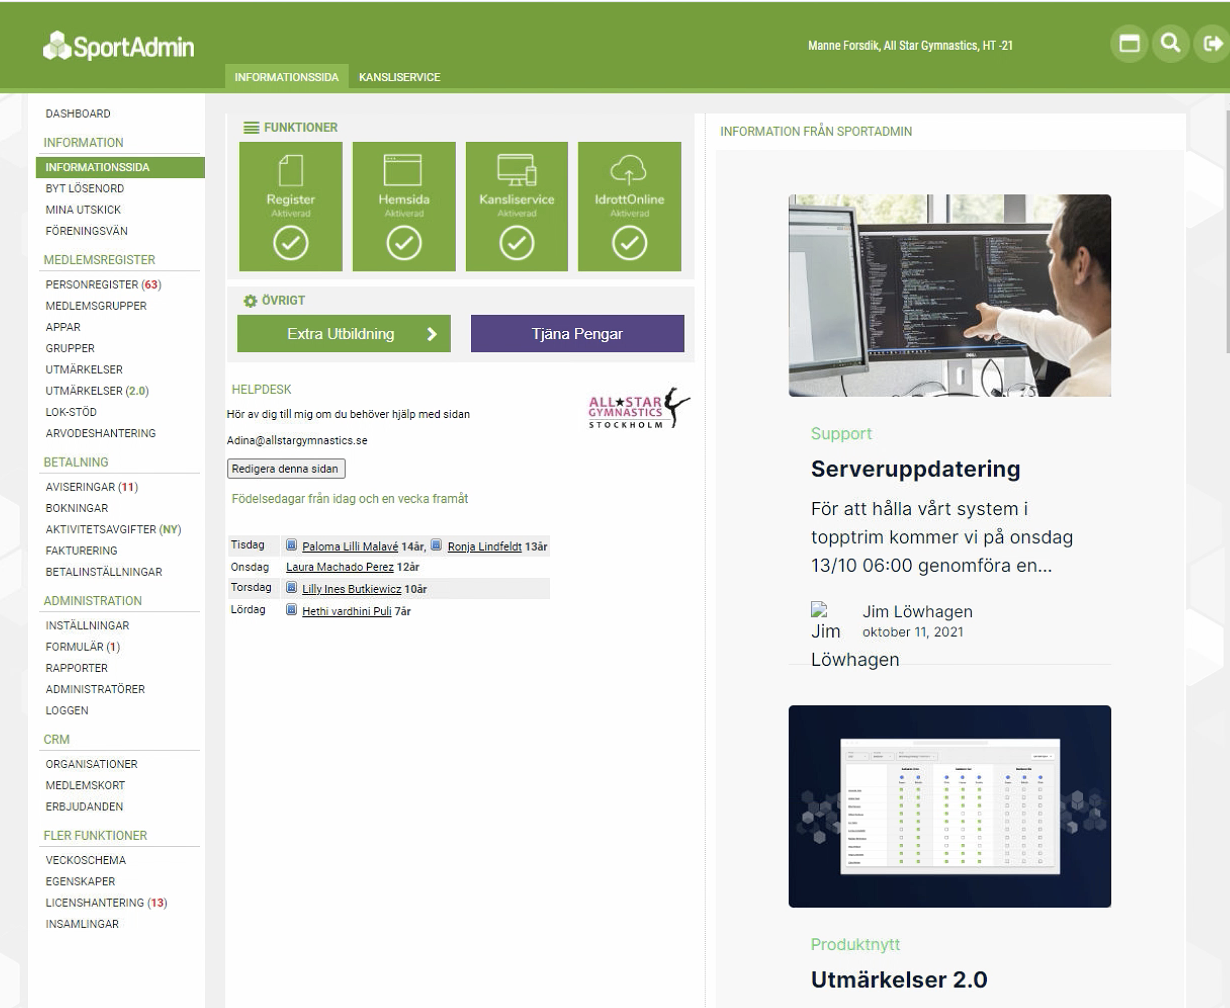 SportAdmin
Manne Forsdik, All Star Gymnastics, HT -21
INFORMATIONSSIDA
KANSLISERVICE
DASHBOARD
INFORMATION
INFORMATIONSSIDA
BYT LÖSENORD
MINA UTSKICK
FÖRENINGSVÄN
MEDLEMSREGISTER
PERSONREGISTER (63)
MEDLEMSGRUPPER
APPAR
GRUPPER
UTMÄRKELSER
UTMÄRKELSER (2.0)
LOK-STÖD
ARVODESHANTERING
BETALNING
AVISERINGAR (11)
BOKNINGAR
AKTIVITETSAVGIFTER (NY)
FAKTURERING
BETALINSTÄLLNINGAR
ADMINISTRATION
INSTÄLLNINGAR
FORMULÄR (1)
RAPPORTER
ADMINISTRATÖRER
LOGGEN
CRM
ORGANISATIONER
MEDLEMSKORT
ERBJUDANDEN
FLER FUNKTIONER
VECKOSCHEMA
EGENSKAPER
LICENSHANTERING (13)
INSAMLINGAR
FUNKTIONER
Register
Aktiverad
Hemsida
Aktiverad
Kansliservice
Aktiverad
IdrottOnline
Aktiverad
ÖVRIGT
Extra Utbildning
Tjäna Pengar
HELPDESK
Hör av dig till mig om du behöver hjälp med sidan
Adina@allstargymnastics.se
ALL★STAR
GYMNASTICS
STOCKHOLM
Redigera denna sidan
Födelsedagar från idag och en vecka framåt
Tisdag Paloma Lilli Malavé 14år, Ronja Lindfeldt 13år
Onsdag Laura Machado Perez 12år
Torsdag Lilly Ines Butkiewicz 10år
Lördag Hethi vardhini Puli 7år
INFORMATION FRÅN SPORTADMIN
DELL
Support
Serveruppdatering
För att hålla vårt system i
topptrim kommer vi på onsdag
13/10 06:00 genomföra en...
Jim
Löwhagen
Jim Löwhagen
oktober 11, 2021
Produktnytt
Utmärkelser 2.0